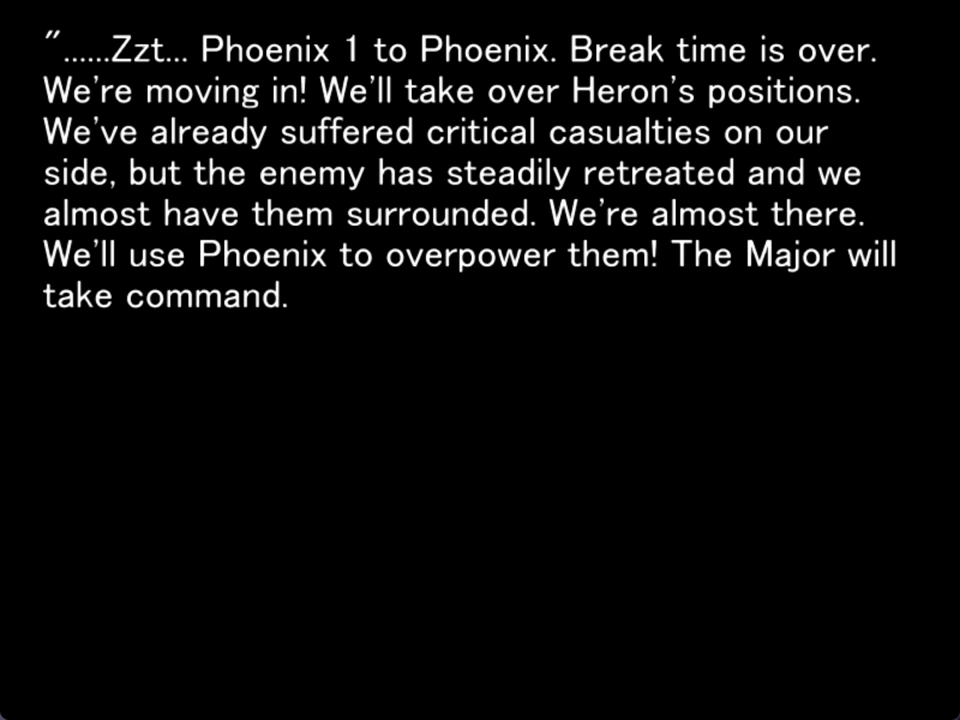 "......Zzt... Phoenix 1 to Phoenix. Break time is over.
We're moving in! We'll take over Heron's positions.
We've already suffered critical casualties on our
side, but the enemy has steadily retreated and we
almost have them surrounded. We're almost there.
We'll use Phoenix to overpower them! The Major will
take command.